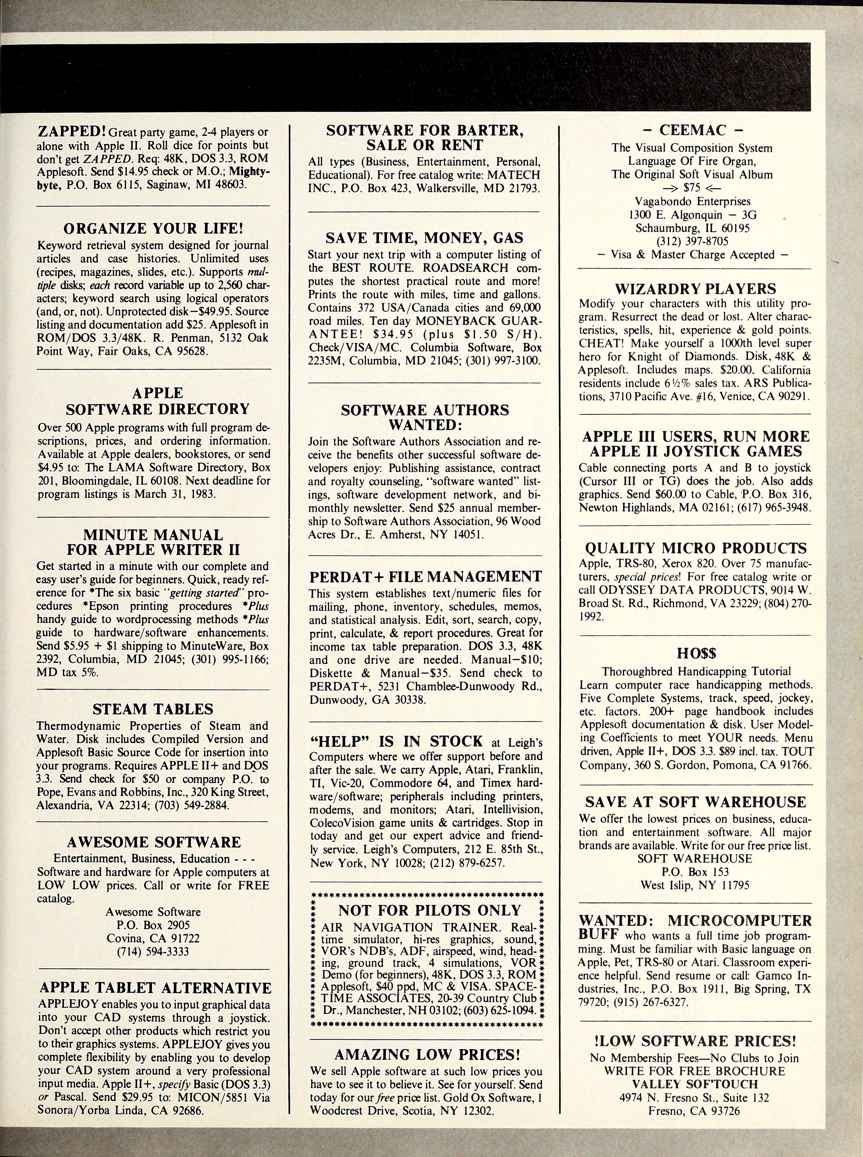 ZAPPED! Great party game, 2-4 players or
alone with Apple II. Roll dice for points but
don't get ZAPPED. Req: 48K, DOS 3.3, ROM
Applesoft. Send $14.95 check or M.O.; Mighty-
byte, P.O. Box 6115, Saginaw, MI 48603.
ORGANIZE YOUR LIFE!
Keyword retrieval system designed for journal
articles and case histories. Unlimited uses
(recipes, magazines, slides, etc.). Supports mul-
tiple disks; each record variable up to 2,560 char-
acters; keyword search using logical operators
(and, or, not). Unprotected disk—$49.95. Source
listing and documentation add $25. Applesoft in
ROM/DOS 3.3/48K. R. Penman, 5132 Oak
Point Way, Fair Oaks, CA 95628.
APPLE
SOFTWARE DIRECTORY
Over 500 Apple programs with full program de-
scriptions, prices, and ordering information.
Available at Apple dealers, bookstores, or send
$4.95 to: The LAMA Software Directory, Box
201, Bloomingdale, IL 60108. Next deadline for
program listings is March 31, 1983.
MINUTE MANUAL
FOR APPLE WRITER II
Get started in a minute with our complete and
easy user's guide for beginners. Quick, ready ref-
erence for *The six basic "getting started" pro-
cedures *Epson printing procedures *Plus
handy guide to wordprocessing methods *Plus
guide to hardware/software enhancements.
Send $5.95 + $1 shipping to MinuteWare, Box
2392, Columbia, MD 21045; (301) 995-1166;
MD tax 5%.
STEAM TABLES
Thermodynamic Properties of Steam and
Water. Disk includes Compiled Version and
Applesoft Basic Source Code for insertion into
your programs. Requires APPLE II+ and DOS
3.3. Send check for $50 or company P.O. to
Pope, Evans and Robbins, Inc., 320 King Street,
Alexandria, VA 22314; (703) 549-2884.
AWESOME SOFTWARE
Entertainment, Business, Education - - -
Software and hardware for Apple computers at
LOW LOW prices. Call or write for FREE
catalog.
Awesome Software
P.O. Box 2905
Covina, CA 91722
(714) 594-3333
APPLE TABLET ALTERNATIVE
APPLEJOY enables you to input graphical data
into your CAD systems through a joystick.
Don't accept other products which restrict you
to their graphics systems. APPLEJOY gives you
complete flexibility by enabling you to develop
your CAD system around a very professional
input media. Apple II+, specify Basic (DOS 3.3)
or Pascal. Send $29.95 to: MICON/5851 Via
Sonora/Yorba Linda, CA 92686.
SOFTWARE FOR BARTER,
SALE OR RENT
All types (Business, Entertainment, Personal,
Educational). For free catalog write: MATECH
INC., P.O. Box 423, Walkersville, MD 21793.
SAVE TIME, MONEY, GAS
Start your next trip with a computer listing of
the BEST ROUTE. ROADSEARCH com-
putes the shortest practical route and more!
Prints the route with miles, time and gallons.
Contains 372 USA/Canada cities and 69,000
road miles. Ten day MONEYBACK GUAR-
ANTEE! $34.95 (plus $1.50 S/H).
Check/VISA/MC. Columbia Software, Box
2235M, Columbia, MD 21045; (301) 997-3100.
SOFTWARE AUTHORS
WANTED:
Join the Software Authors Association and re-
ceive the benefits other successful software de-
velopers enjoy: Publishing assistance, contract
and royalty counseling, "software wanted" list-
ings, software development network, and bi-
monthly newsletter. Send $25 annual member-
ship to Software Authors Association, 96 Wood
Acres Dr., E. Amherst, NY 14051.
PERDAT+ FILE MANAGEMENT
This system establishes text/numeric files for
mailing, phone, inventory, schedules, memos,
and statistical analysis. Edit, sort, search, copy,
print, calculate, & report procedures. Great for
income tax table preparation. DOS 3.3, 48K
and one drive are needed. Manual—$10;
Diskette & Manual—$35. Send check to
PERDAT+, 5231 Chamblee-Dunwoody Rd.,
Dunwoody, GA 30338.
"HELP" IS IN STOCK at Leigh's
Computers where we offer support before and
after the sale. We carry Apple, Atari, Franklin,
TI, Vic-20, Commodore 64, and Timex hard-
ware/software; peripherals including printers,
modems, and monitors; Atari, Intellivision,
ColecoVision game units & cartridges. Stop in
today and get our expert advice and friend-
ly service. Leigh's Computers, 212 E. 85th St.,
New York, NY 10028; (212) 879-6257.
NOT FOR PILOTS ONLY
AIR NAVIGATION TRAINER. Real-
time simulator, hi-res graphics, sound,
VOR's NDB's, ADF, airspeed, wind, head-
ing, ground track, 4 simulations, VOR
Demo (for beginners), 48K, DOS 3.3, ROM
Applesoft, $40 ppd, MC & VISA. SPACE-
TIME ASSOCIATES, 20-39 Country Club
Dr., Manchester, NH 03102; (603) 625-1094.
AMAZING LOW PRICES!
We sell Apple software at such low prices you
have to see it to believe it. See for yourself. Send
today for our free price list. Gold Ox Software, 1
Woodcrest Drive, Scotia, NY 12302.
– CEEMAC –
The Visual Composition System
Language Of Fire Organ,
The Original Soft Visual Album
—> $75 <—
Vagabondo Enterprises
1300 E. Algonquin – 3G
Schaumburg, IL 60195
(312) 397-8705
– Visa & Master Charge Accepted –
WIZARDRY PLAYERS
Modify your characters with this utility pro-
gram. Resurrect the dead or lost. Alter charac-
teristics, spells, hit, experience & gold points.
CHEAT! Make yourself a 1000th level super
hero for Knight of Diamonds. Disk, 48K &
Applesoft. Includes maps. $20.00. California
residents include 6½% sales tax. ARS Publica-
tions, 3710 Pacific Ave. #16, Venice, CA 90291.
APPLE III USERS, RUN MORE
APPLE II JOYSTICK GAMES
Cable connecting ports A and B to joystick
(Cursor III or TG) does the job. Also adds
graphics. Send $60.00 to Cable, P.O. Box 316,
Newton Highlands, MA 02161; (617) 965-3948.
QUALITY MICRO PRODUCTS
Apple, TRS-80, Xerox 820. Over 75 manufac-
turers, special prices! For free catalog write or
call ODYSSEY DATA PRODUCTS, 9014 W.
Broad St. Rd., Richmond, VA 23229; (804) 270-
1992.
HO$$
Thoroughbred Handicapping Tutorial
Learn computer race handicapping methods.
Five Complete Systems, track, speed, jockey,
etc. factors. 200+ page handbook includes
Applesoft documentation & disk. User Model-
ing Coefficients to meet YOUR needs. Menu
driven, Apple II+, DOS 3.3. $89 incl. tax. TOUT
Company, 360 S. Gordon, Pomona, CA 91766.
SAVE AT SOFT WAREHOUSE
We offer the lowest prices on business, educa-
tion and entertainment software. All major
brands are available. Write for our free price list.
SOFT WAREHOUSE
P.O. Box 153
West Islip, NY 11795
WANTED: MICROCOMPUTER
BUFF who wants a full time job program-
ming. Must be familiar with Basic language on
Apple, Pet, TRS-80 or Atari. Classroom experi-
ence helpful. Send resume or call: Gamco In-
dustries, Inc., P.O. Box 1911, Big Spring, TX
79720; (915) 267-6327.
!LOW SOFTWARE PRICES!
No Membership Fees—No Clubs to Join
WRITE FOR FREE BROCHURE
VALLEY SOFTOUCH
4974 N. Fresno St., Suite 132
Fresno, CA 93726